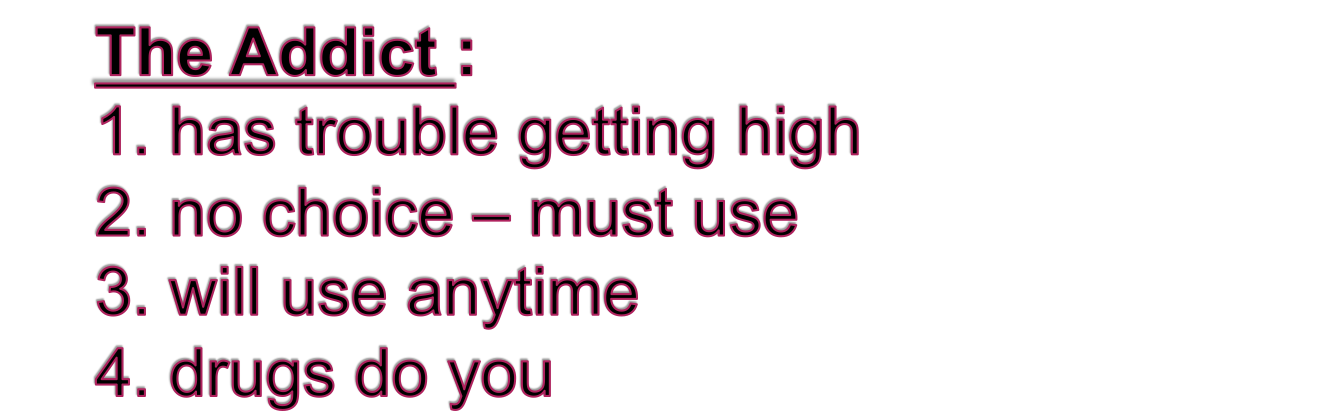 The Addict :
1. has trouble getting high
2. no choice – must use
3. will use anytime
4. drugs do you